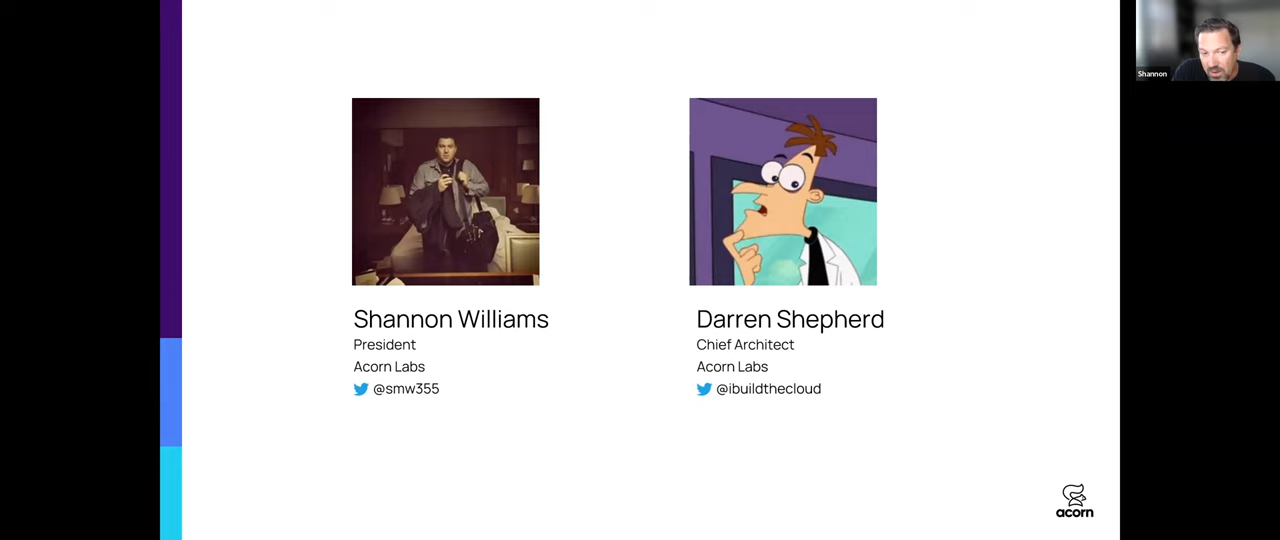 Shannon
Shannon Williams
President
Acorn Labs
@smw355
Darren Shepherd
Chief Architect
Acorn Labs
@ibuildthecloud
acorn